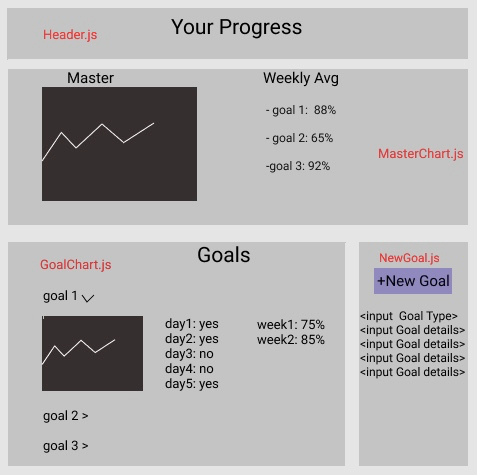 Your Progress
Header.js
Master
Weekly Avg
- goal 1:  88%
- goal 2: 65%
-goal 3: 92%
MasterChart.js
Goals
GoalChart.js
goal 1
day1: yes
day2: yes
day3: no
day4: no
day5: yes
week1: 75%
week2: 85%
goal 2 >
goal 3 >
NewGoal.js
+New Goal
<input  Goal Type>
<input Goal details>
<input Goal details>
<input Goal details>
<input Goal details>